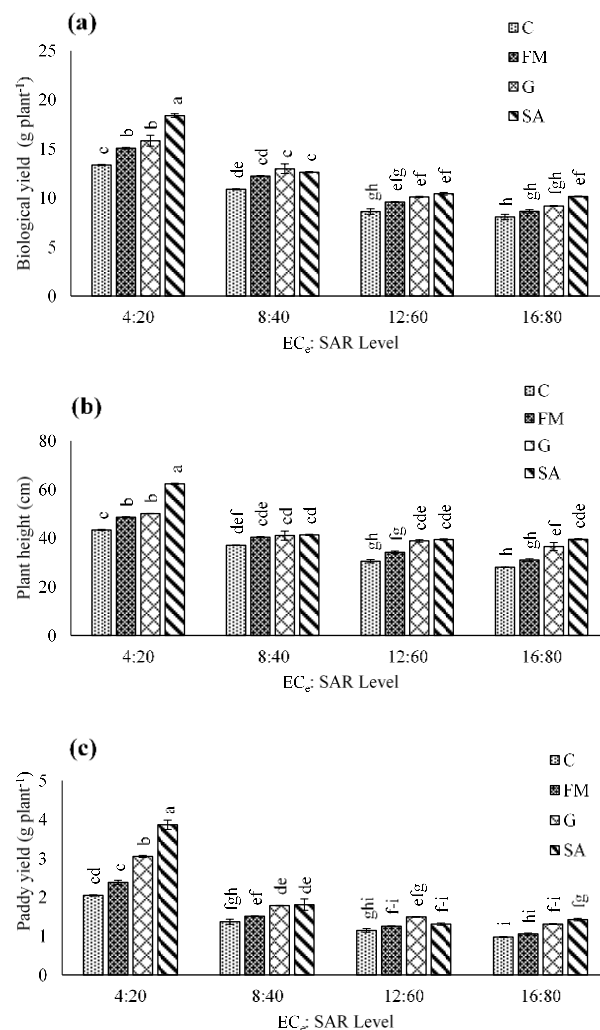 (a)
C
FM
G
SA
Biological yield (g plant-1)
25
20
15
10
5
0
c b b a
de cd c c
gh efg ef ef
h gh fgh ef
4:20 8:40 12:60 16:80
ECe: SAR Level
(b)
C
FM
G
SA
Plant height (cm)
80
60
40
20
0
c b b a
def cde cd cd
gh fg cde cde
h gh ef cde
4:20 8:40 12:60 16:80
ECe: SAR Level
(c)
C
FM
G
SA
Paddy yield (g plant-1)
5
4
3
2
1
0
cd c b a
fgh ef de de
ghi f-i efg f-i
i hi f-i fg
4:20 8:40 12:60 16:80
ECe: SAR Level